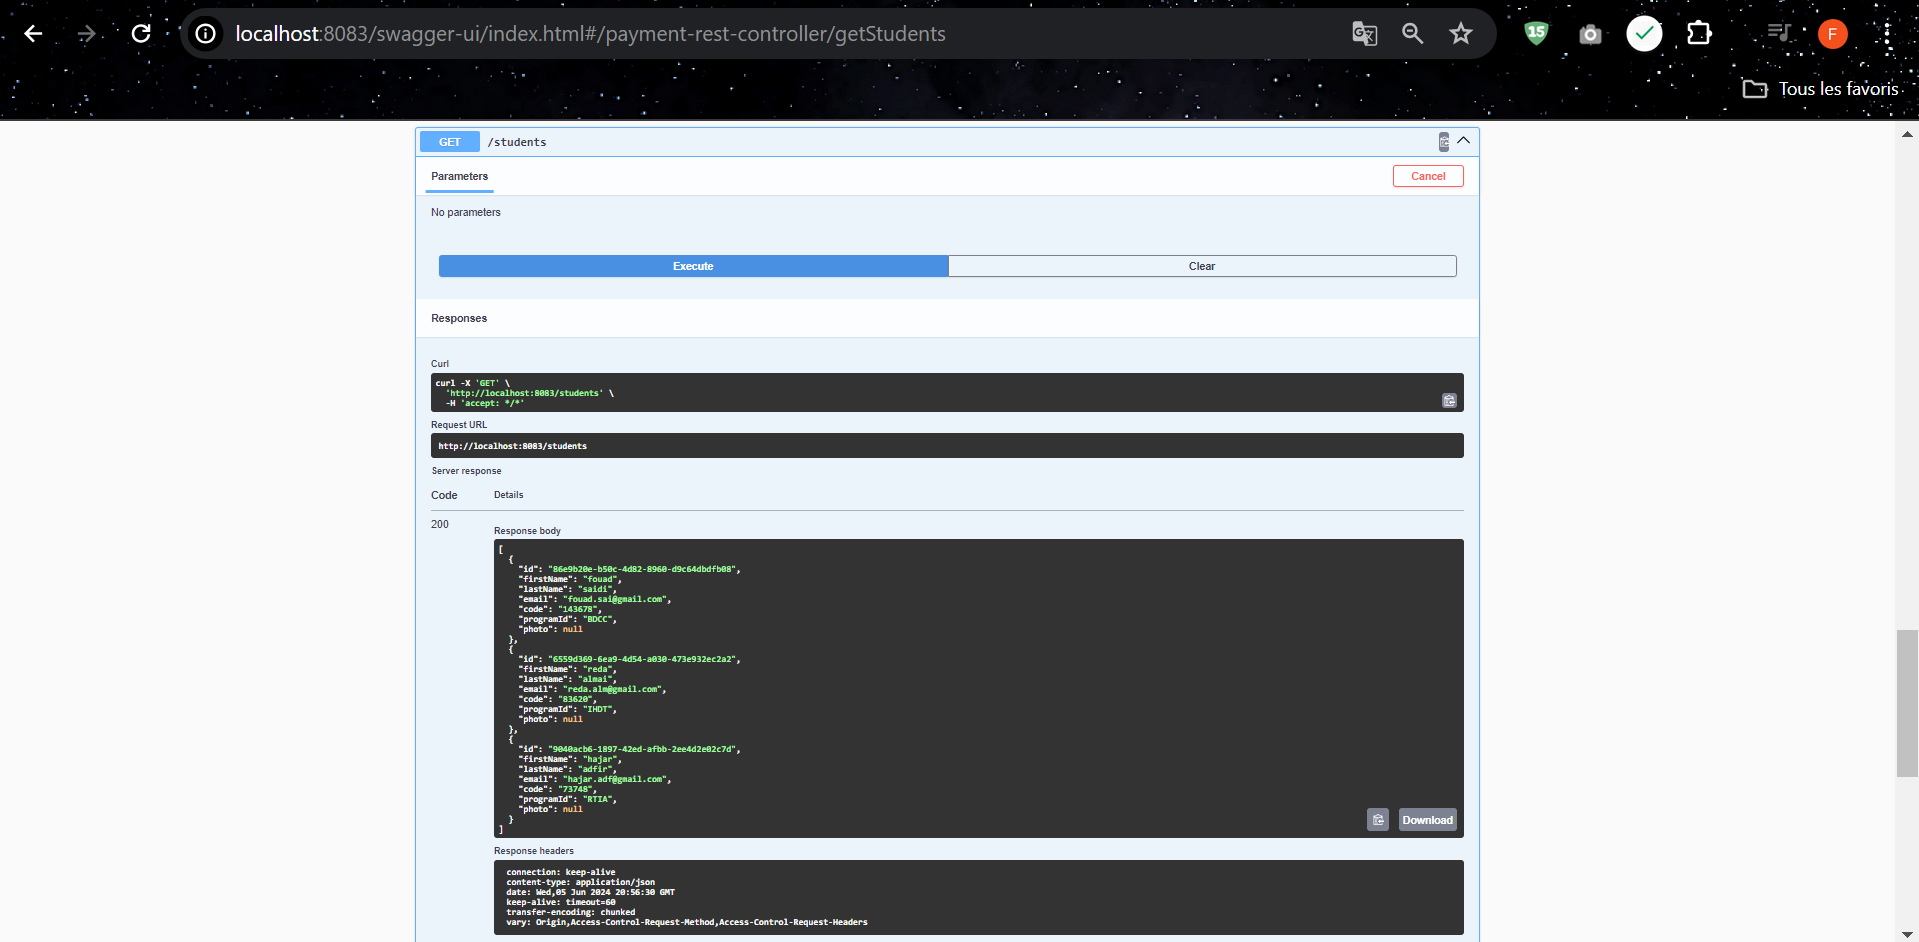 localhost:8083/swagger-ui/index.html#/payment-rest-controller/getStudents
15
F
Tous les favoris
GET /students
Parameters
Cancel
No parameters
Execute
Clear
Responses
Curl
curl -X 'GET' \
'http://localhost:8083/students' \
-H 'accept: */*'
Request URL
http://localhost:8083/students
Server response
Code Details
200
Response body
[
{
"id": "86e9b20e-b50c-4d82-8960-d9c64dbdfb08",
"firstName": "fouad",
"lastName": "saidi",
"email": "fouad.sai@gmail.com",
"code": "143678",
"programId": "BDCC",
"photo": null
},
{
"id": "6559d369-6ea9-4d54-a030-473e932ec2a2",
"firstName": "reda",
"lastName": "almai",
"email": "reda.alm@gmail.com",
"code": "83620",
"programId": "IHDT",
"photo": null
},
{
"id": "9040acb6-1897-42ed-afbb-2ee4d2e02c7d",
"firstName": "hajar",
"lastName": "adfir",
"email": "hajar.adf@gmail.com",
"code": "73748",
"programId": "RTIA",
"photo": null
}
]
Download
Response headers
connection: keep-alive
content-type: application/json
date: Wed,05 Jun 2024 20:56:30 GMT
keep-alive: timeout=60
transfer-encoding: chunked
vary: Origin,Access-Control-Request-Method,Access-Control-Request-Headers